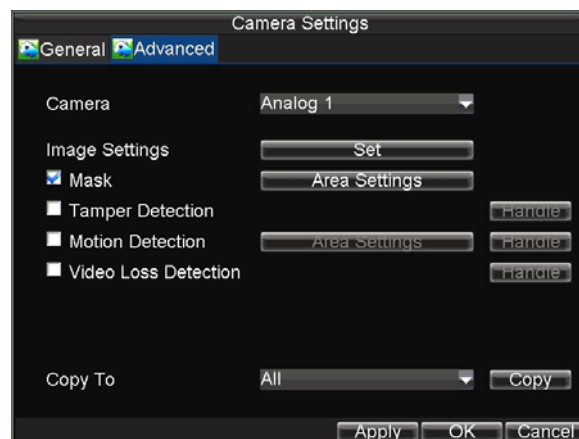 Camera Settings
General Advanced
Camera Analog 1
Image Settings Set
Mask Area Settings
Tamper Detection Handle
Motion Detection Area Settings Handle
Video Loss Detection Handle
Copy To All Copy
Apply OK Cancel